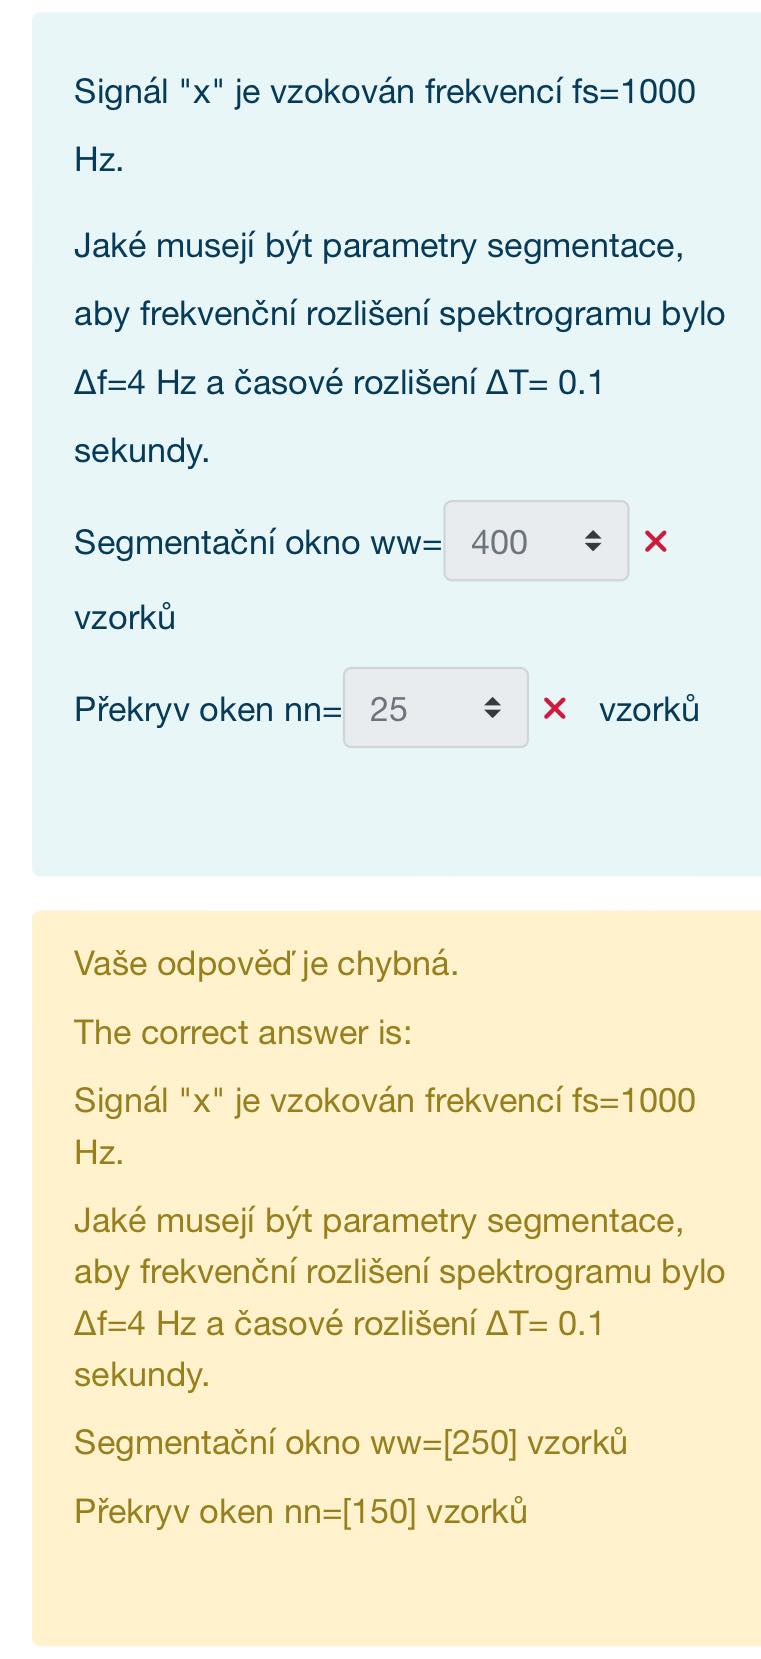 Signál "x" je vzokován frekvencí fs=1000
Hz.
Jaké musejí být parametry segmentace,
aby frekvenční rozlišení spektrogramu bylo
Δf=4 Hz a časové rozlišení ΔT= 0.1
sekundy.
Segmentační okno ww= 400
vzorků
Překryv oken nn= 25 vzorků
Vaše odpověď je chybná.
The correct answer is:
Signál "x" je vzokován frekvencí fs=1000
Hz.
Jaké musejí být parametry segmentace,
aby frekvenční rozlišení spektrogramu bylo
Δf=4 Hz a časové rozlišení ΔT= 0.1
sekundy.
Segmentační okno ww=[250] vzorků
Překryv oken nn=[150] vzorků